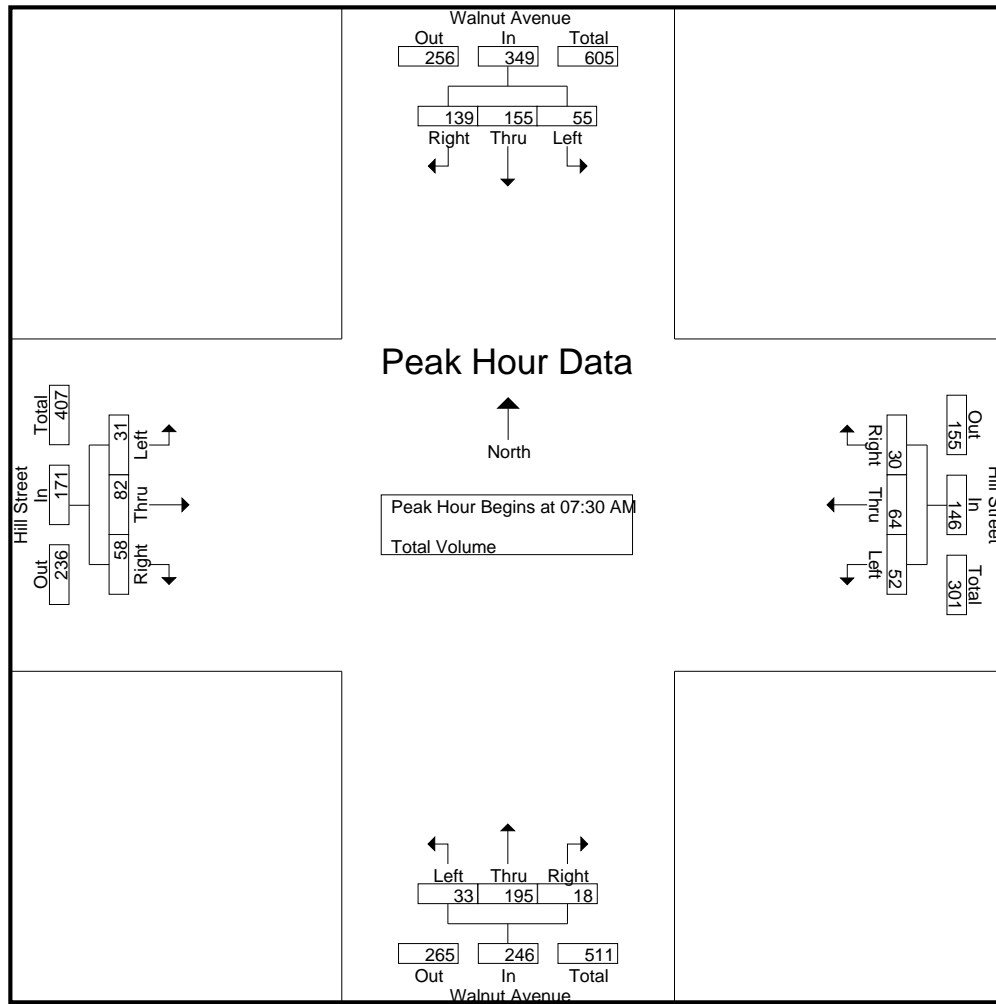 Walnut Avenue
Out In Total
256 349 605
139 155 55
Right Thru Left
Peak Hour Data
North
Peak Hour Begins at 07:30 AM
Total Volume
Hill Street
Out In Total
236 171 407
31 82 58
Left Thru Right
Hill Street
Out In Total
155 146 301
30 64 52
Right Thru Left
Left Thru Right
33 195 18
265 246 511
Out In Total
Walnut Avenue